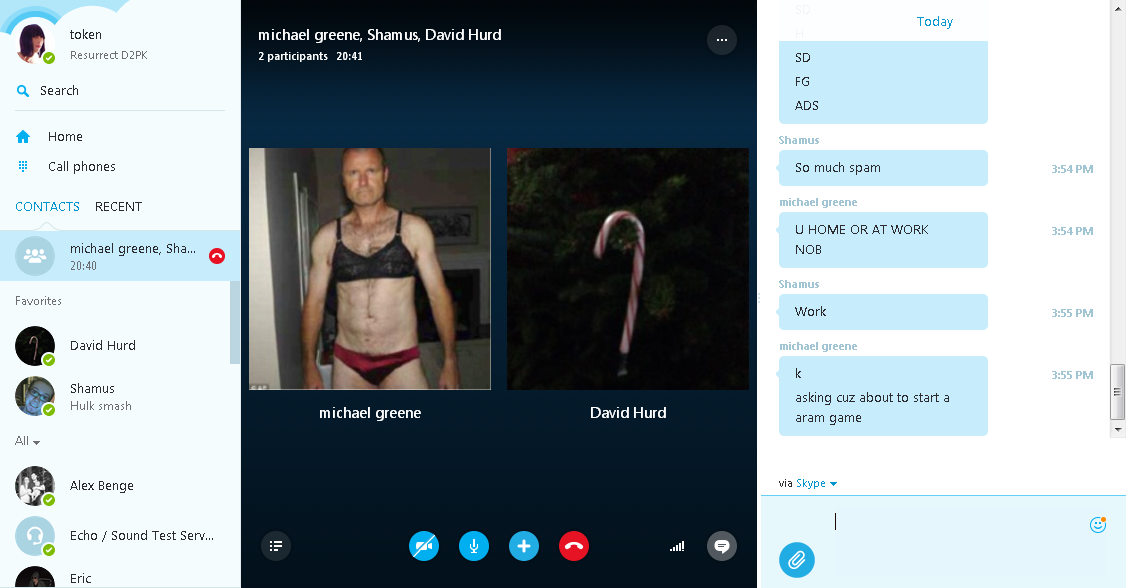 token
Resurrect D2PK
Search
Home
Call phones
CONTACTS RECENT
michael greene, Sha...
20:40
Favorites
David Hurd
Shamus
Hulk smash
All
Alex Benge
Echo / Sound Test Serv...
Eric
michael greene, Shamus, David Hurd
2 participants 20:41
michael greene
David Hurd
Today
SD
H
SD
FG
ADS
Shamus
So much spam
3:54 PM
michael greene
U HOME OR AT WORK
NOB
3:54 PM
Shamus
Work
3:55 PM
michael greene
k
3:55 PM
asking cuz about to start a
aram game
via Skype